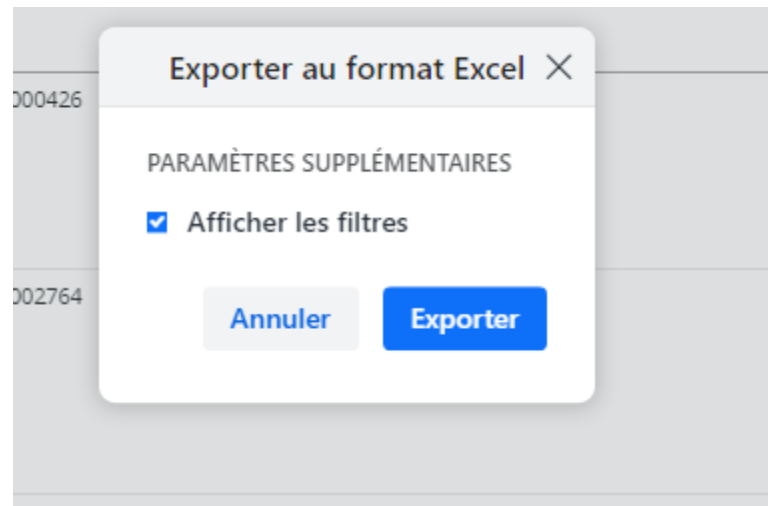 Exporter au format Excel
000426
PARAMÈTRES SUPPLÉMENTAIRES
Afficher les filtres
002764
Annuler
Exporter